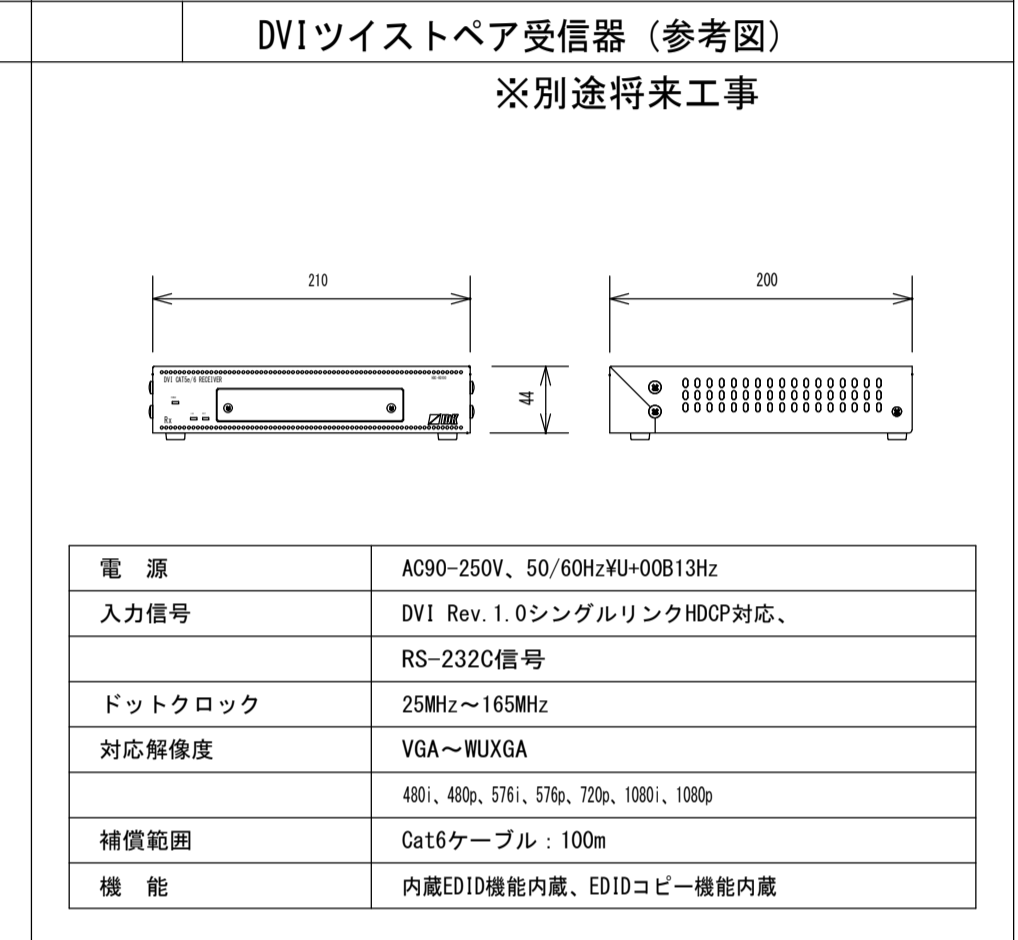 DVIツイストペア受信器（参考図）
※別途将来工事
210
200
44
DVI CAT5e/6 RECEIVER
Rx
IDK
電　源
AC90-250V、50/60Hz¥U+00B13Hz
入力信号
DVI Rev.1.0シングルリンクHDCP対応、
RS-232C信号
ドットクロック
25MHz～165MHz
対応解像度
VGA～WUXGA
480i、480p、576i、576p、720p、1080i、1080p
補償範囲
Cat6ケーブル：100m
機　能
内蔵EDID機能内蔵、EDIDコピー機能内蔵